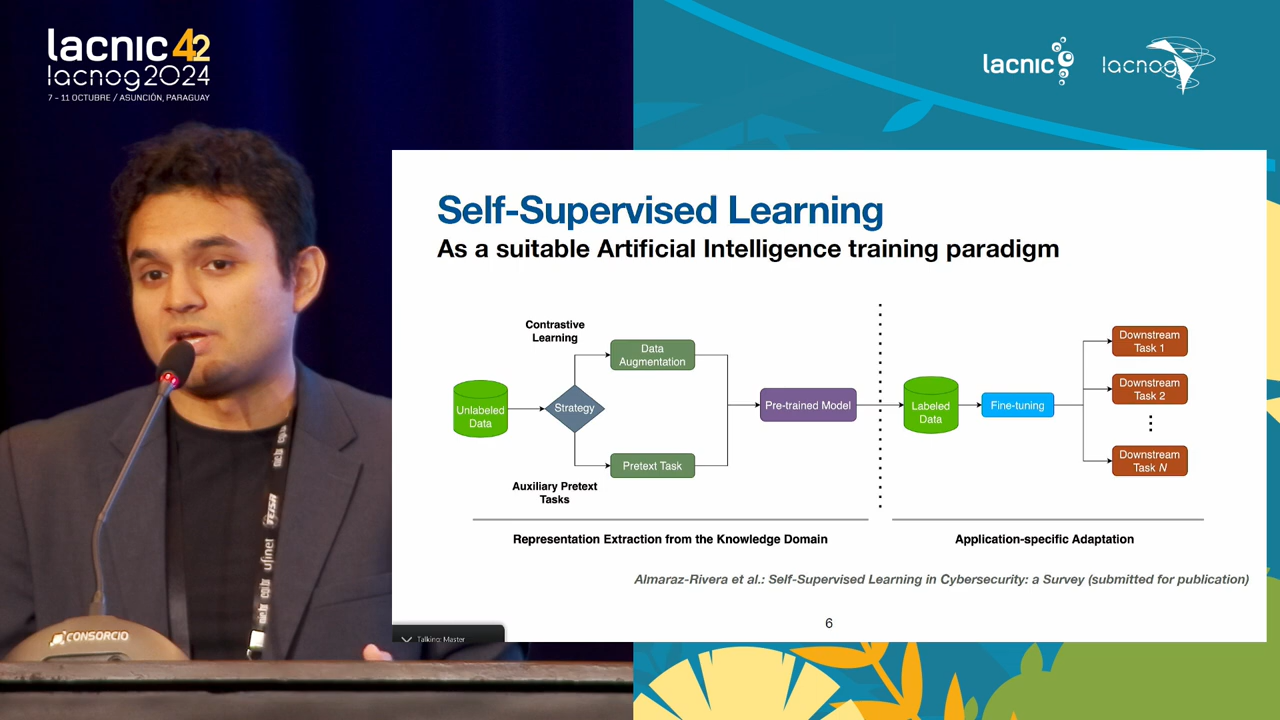 lacnic 42
lacnog2024
7 - 11 OCTUBRE / ASUNCIÓN, PARAGUAY
lacnic
lacnog
Self-Supervised Learning
As a suitable Artificial Intelligence training paradigm
Contrastive
Learning
Data
Augmentation
Unlabeled
Data
Strategy
Pretext Task
Auxiliary Pretext
Tasks
Pre-trained Model
Labeled
Data
Fine-tuning
Downstream
Task 1
Downstream
Task 2
Downstream
Task N
Representation Extraction from the Knowledge Domain
Application-specific Adaptation
Almaraz-Rivera et al.: Self-Supervised Learning in Cybersecurity: a Survey (submitted for publication)
6
Talking: Master
CONSORCIO
ufinet